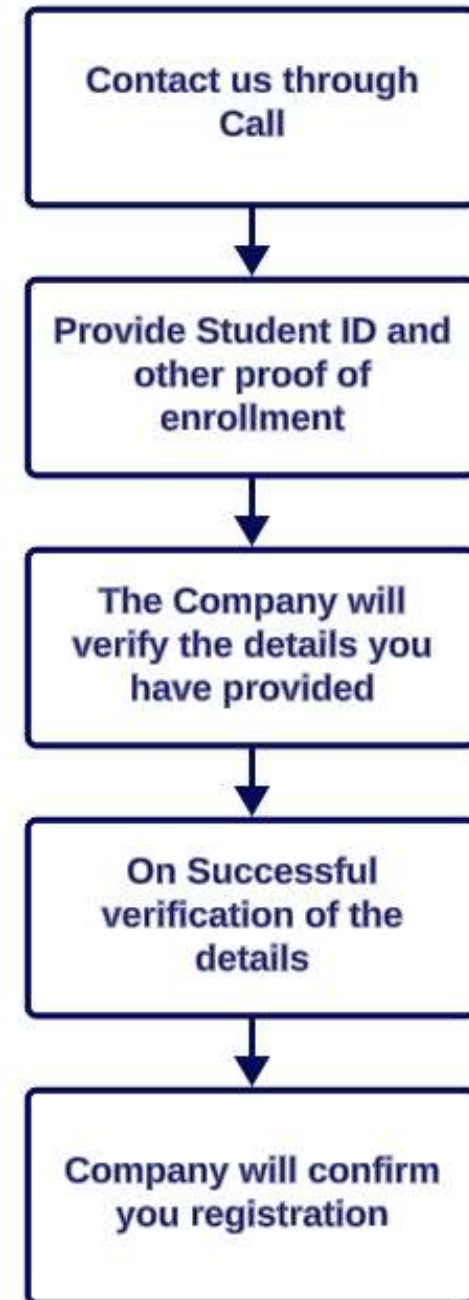 Contact us through
Call
Provide Student ID and
other proof of
enrollment
The Company will
verify the details you
have provided
On Successful
verification of the
details
Company will confirm
you registration